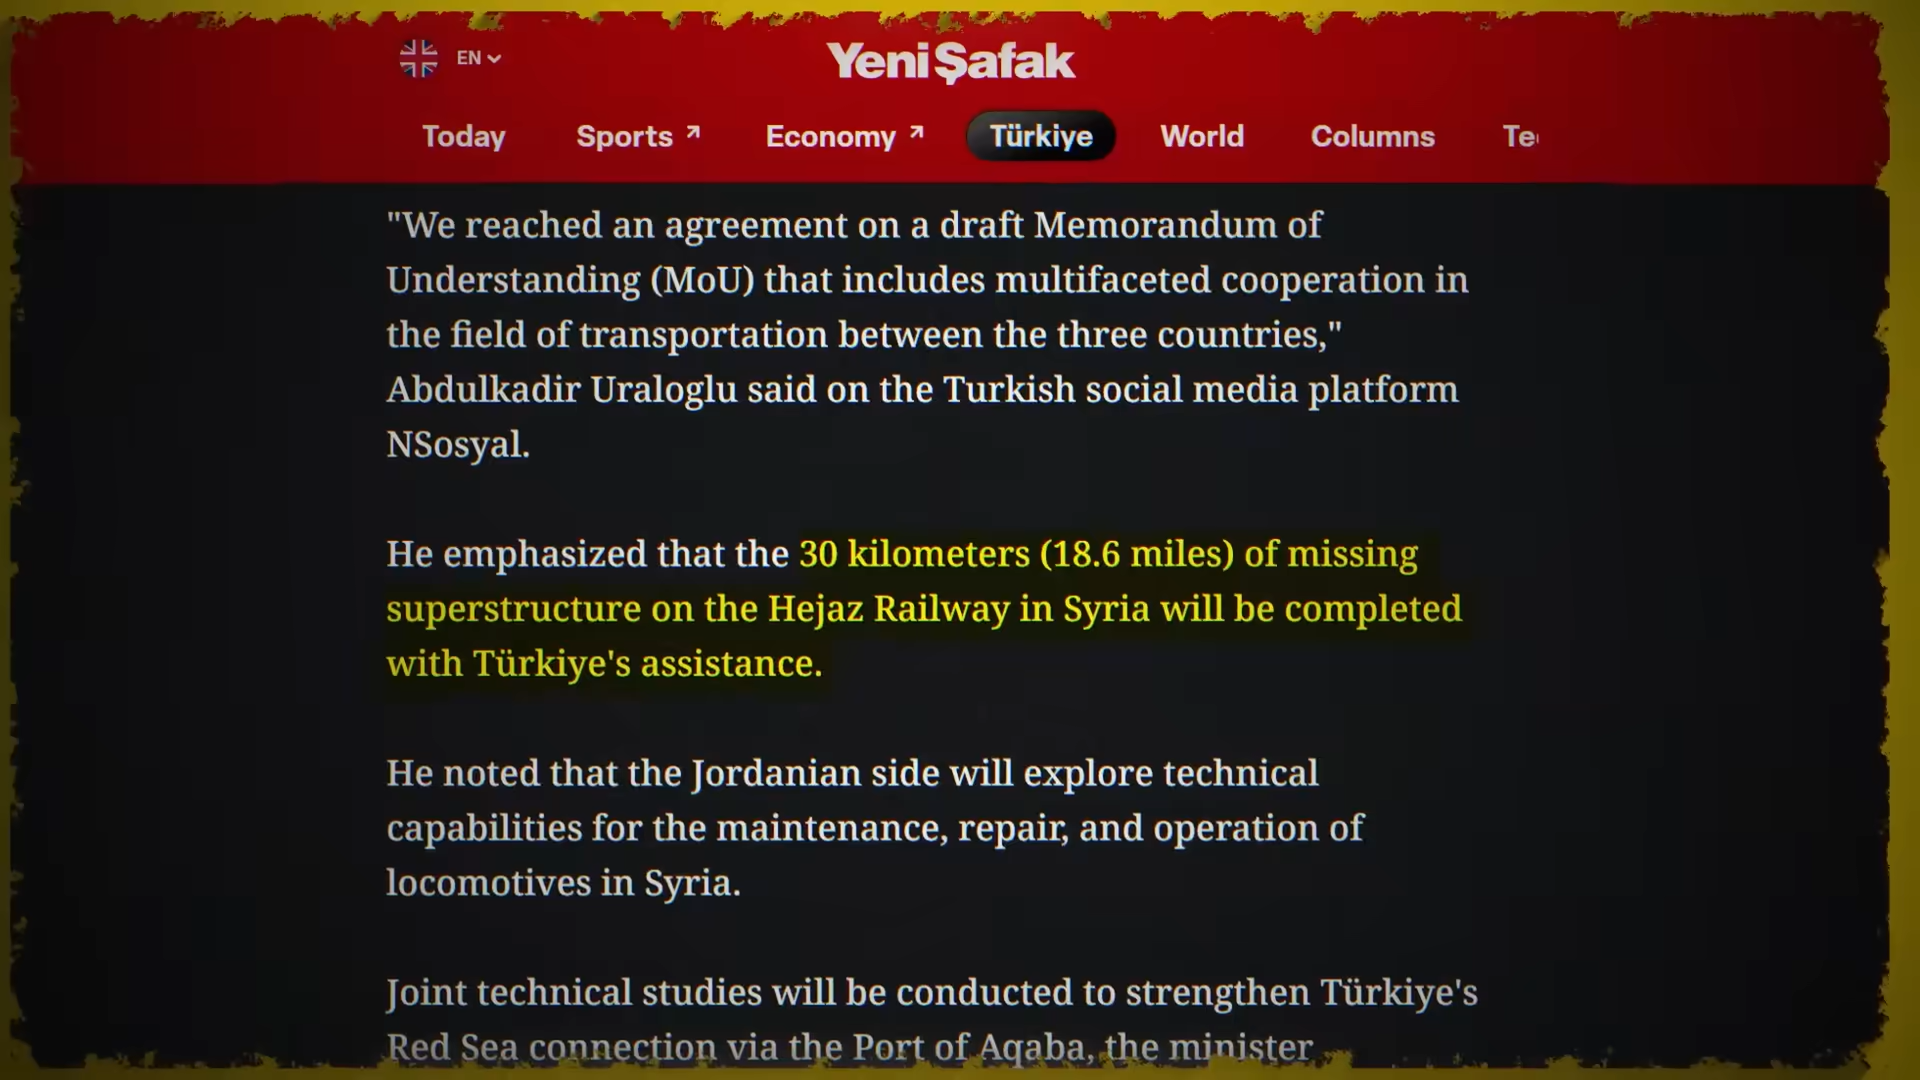 EN
Yeni Şafak
Today Sports Economy Türkiye World Columns
"We reached an agreement on a draft Memorandum of
Understanding (MoU) that includes multifaceted cooperation in
the field of transportation between the three countries,"
Abdulkadir Uraloglu said on the Turkish social media platform
NSosyal.
He emphasized that the 30 kilometers (18.6 miles) of missing
superstructure on the Hejaz Railway in Syria will be completed
with Türkiye's assistance.
He noted that the Jordanian side will explore technical
capabilities for the maintenance, repair, and operation of
locomotives in Syria.
Joint technical studies will be conducted to strengthen Türkiye's
Red Sea connection via the Port of Aqaba, the minister